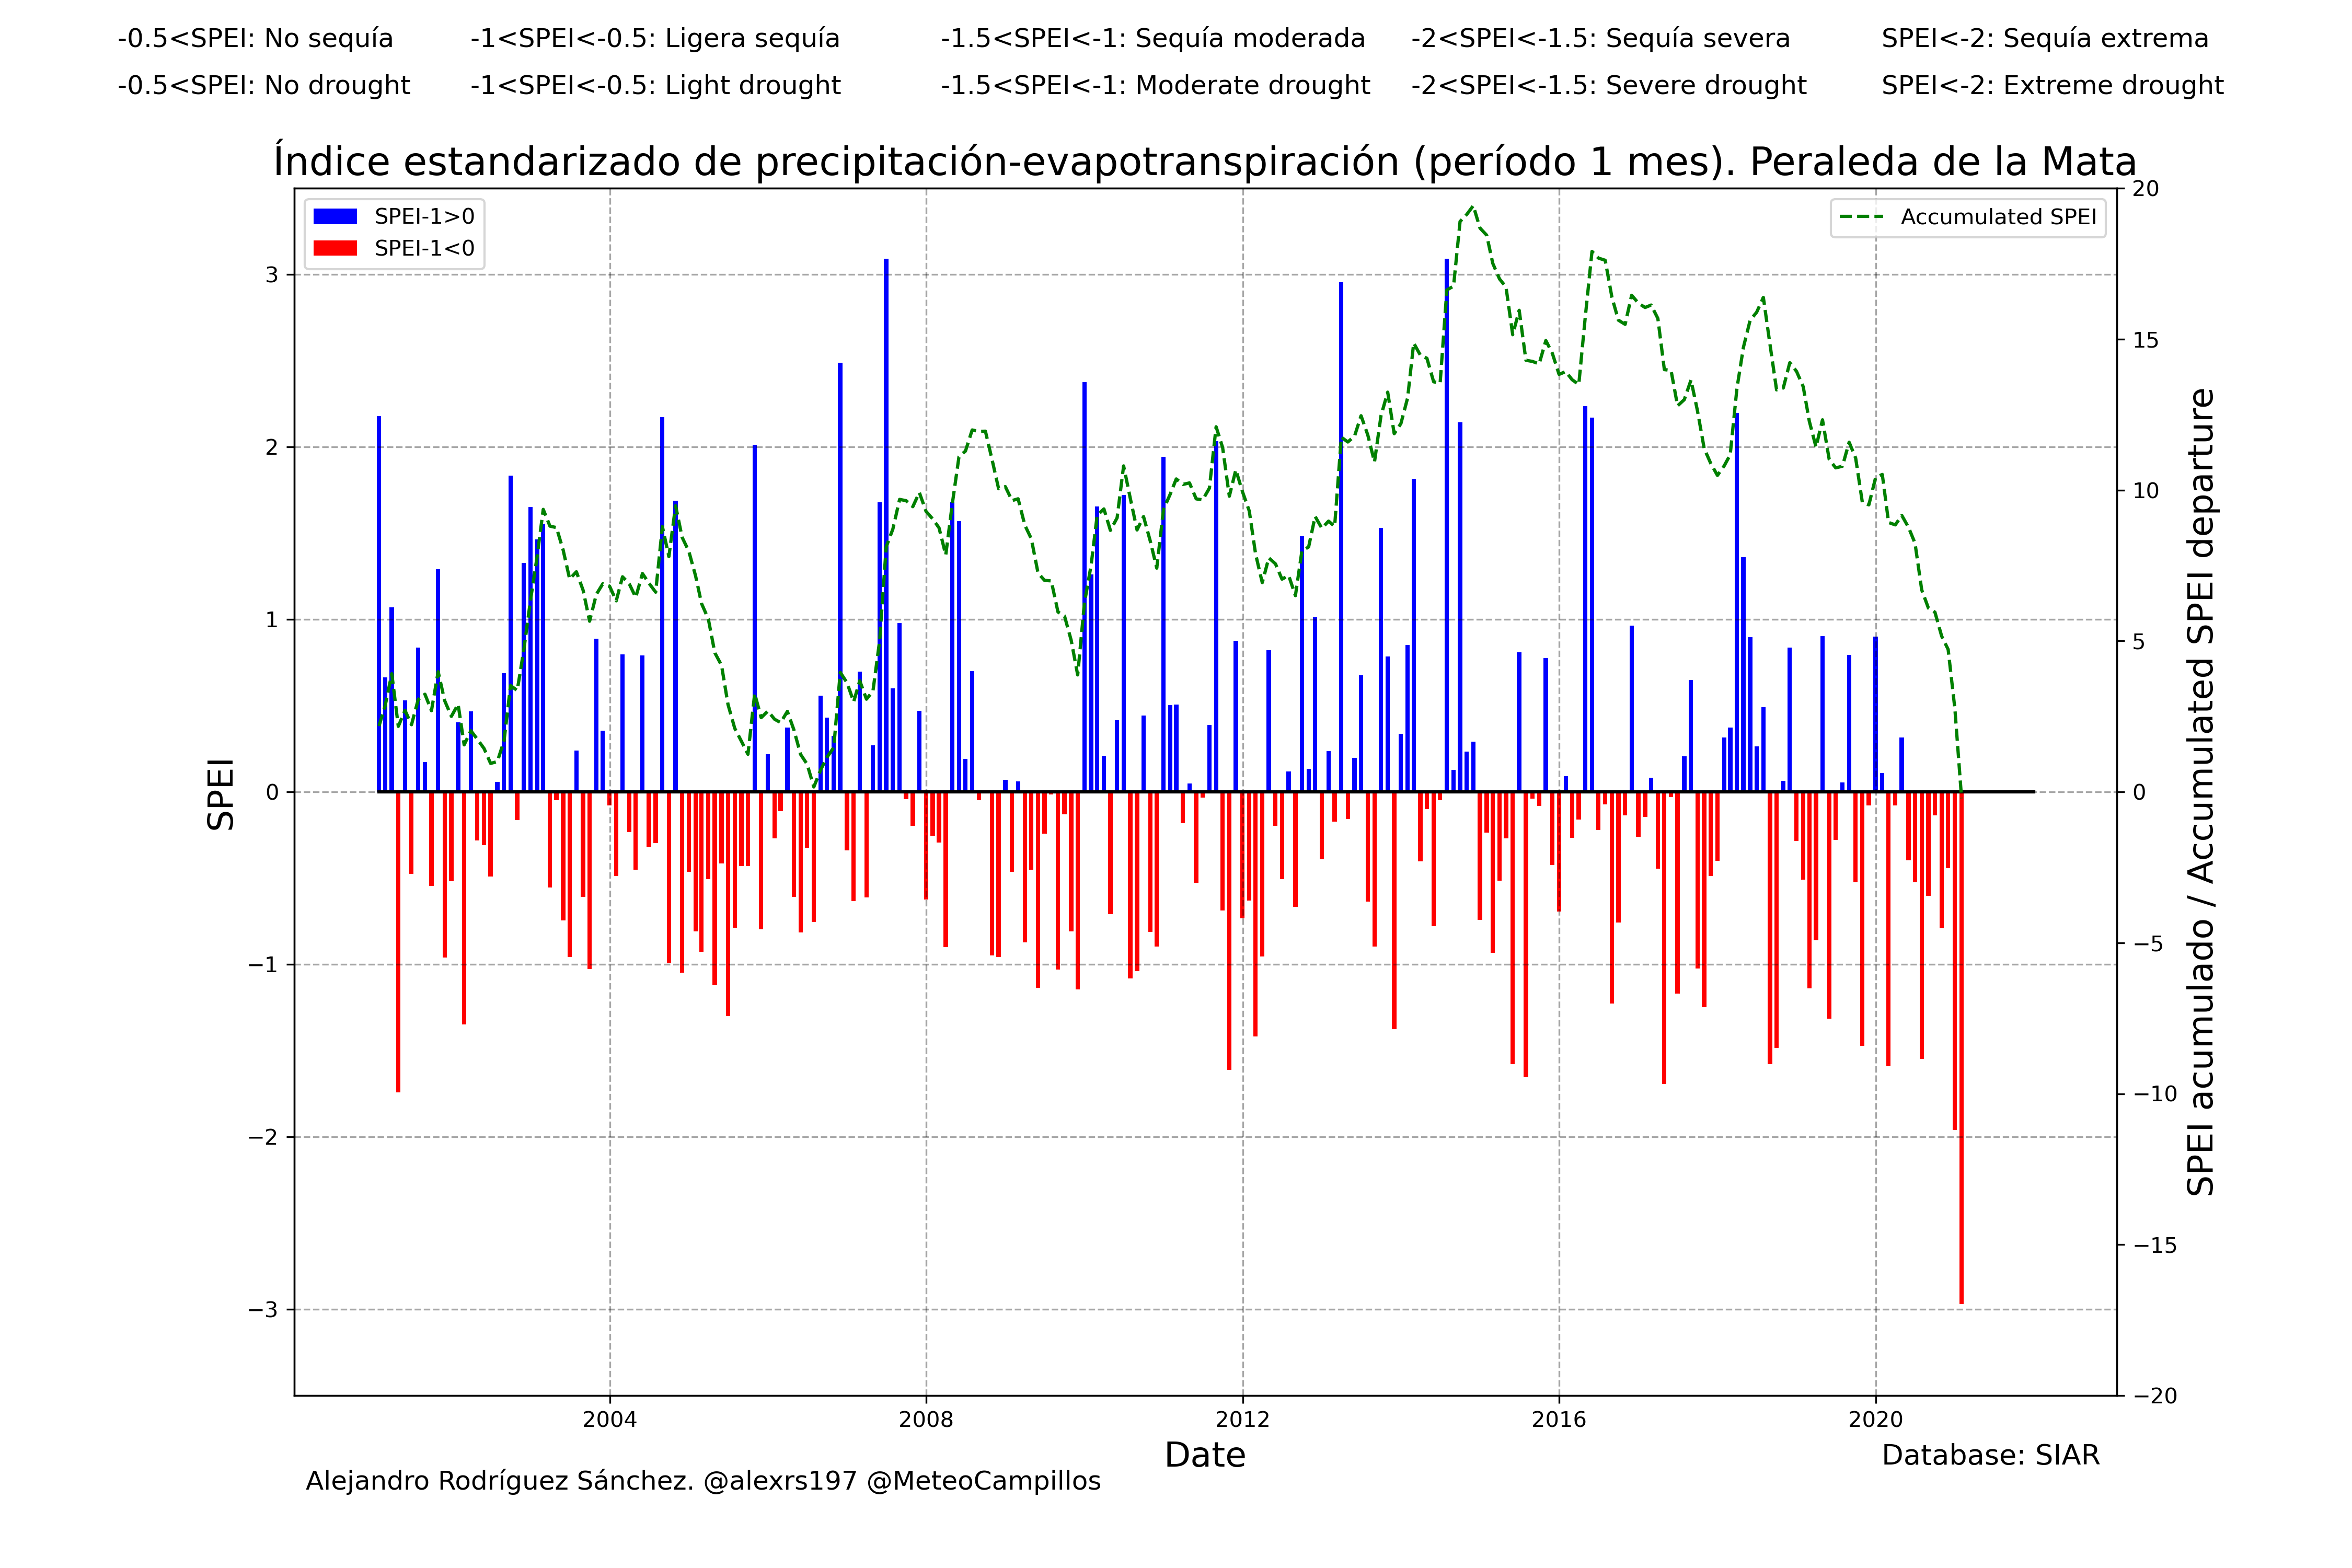 -0.5<SPEI: No sequía -1<SPEI<-0.5: Ligera sequía -1.5<SPEI<-1: Sequía moderada -2<SPEI<-1.5: Sequía severa SPEI<-2: Sequía extrema
-0.5<SPEI: No drought -1<SPEI<-0.5: Light drought -1.5<SPEI<-1: Moderate drought -2<SPEI<-1.5: Severe drought SPEI<-2: Extreme drought
Índice estandarizado de precipitación-evapotranspiración (período 1 mes). Peraleda de la Mata
SPEI-1>0
SPEI-1<0
Accumulated SPEI
SPEI
3
2
1
0
−1
−2
−3
20
15
10
5
0
−5
−10
−15
−20
SPEI acumulado / Accumulated SPEI departure
2004 2008 2012 2016 2020
Date
Database: SIAR
Alejandro Rodríguez Sánchez. @alexrs197 @MeteoCampillos